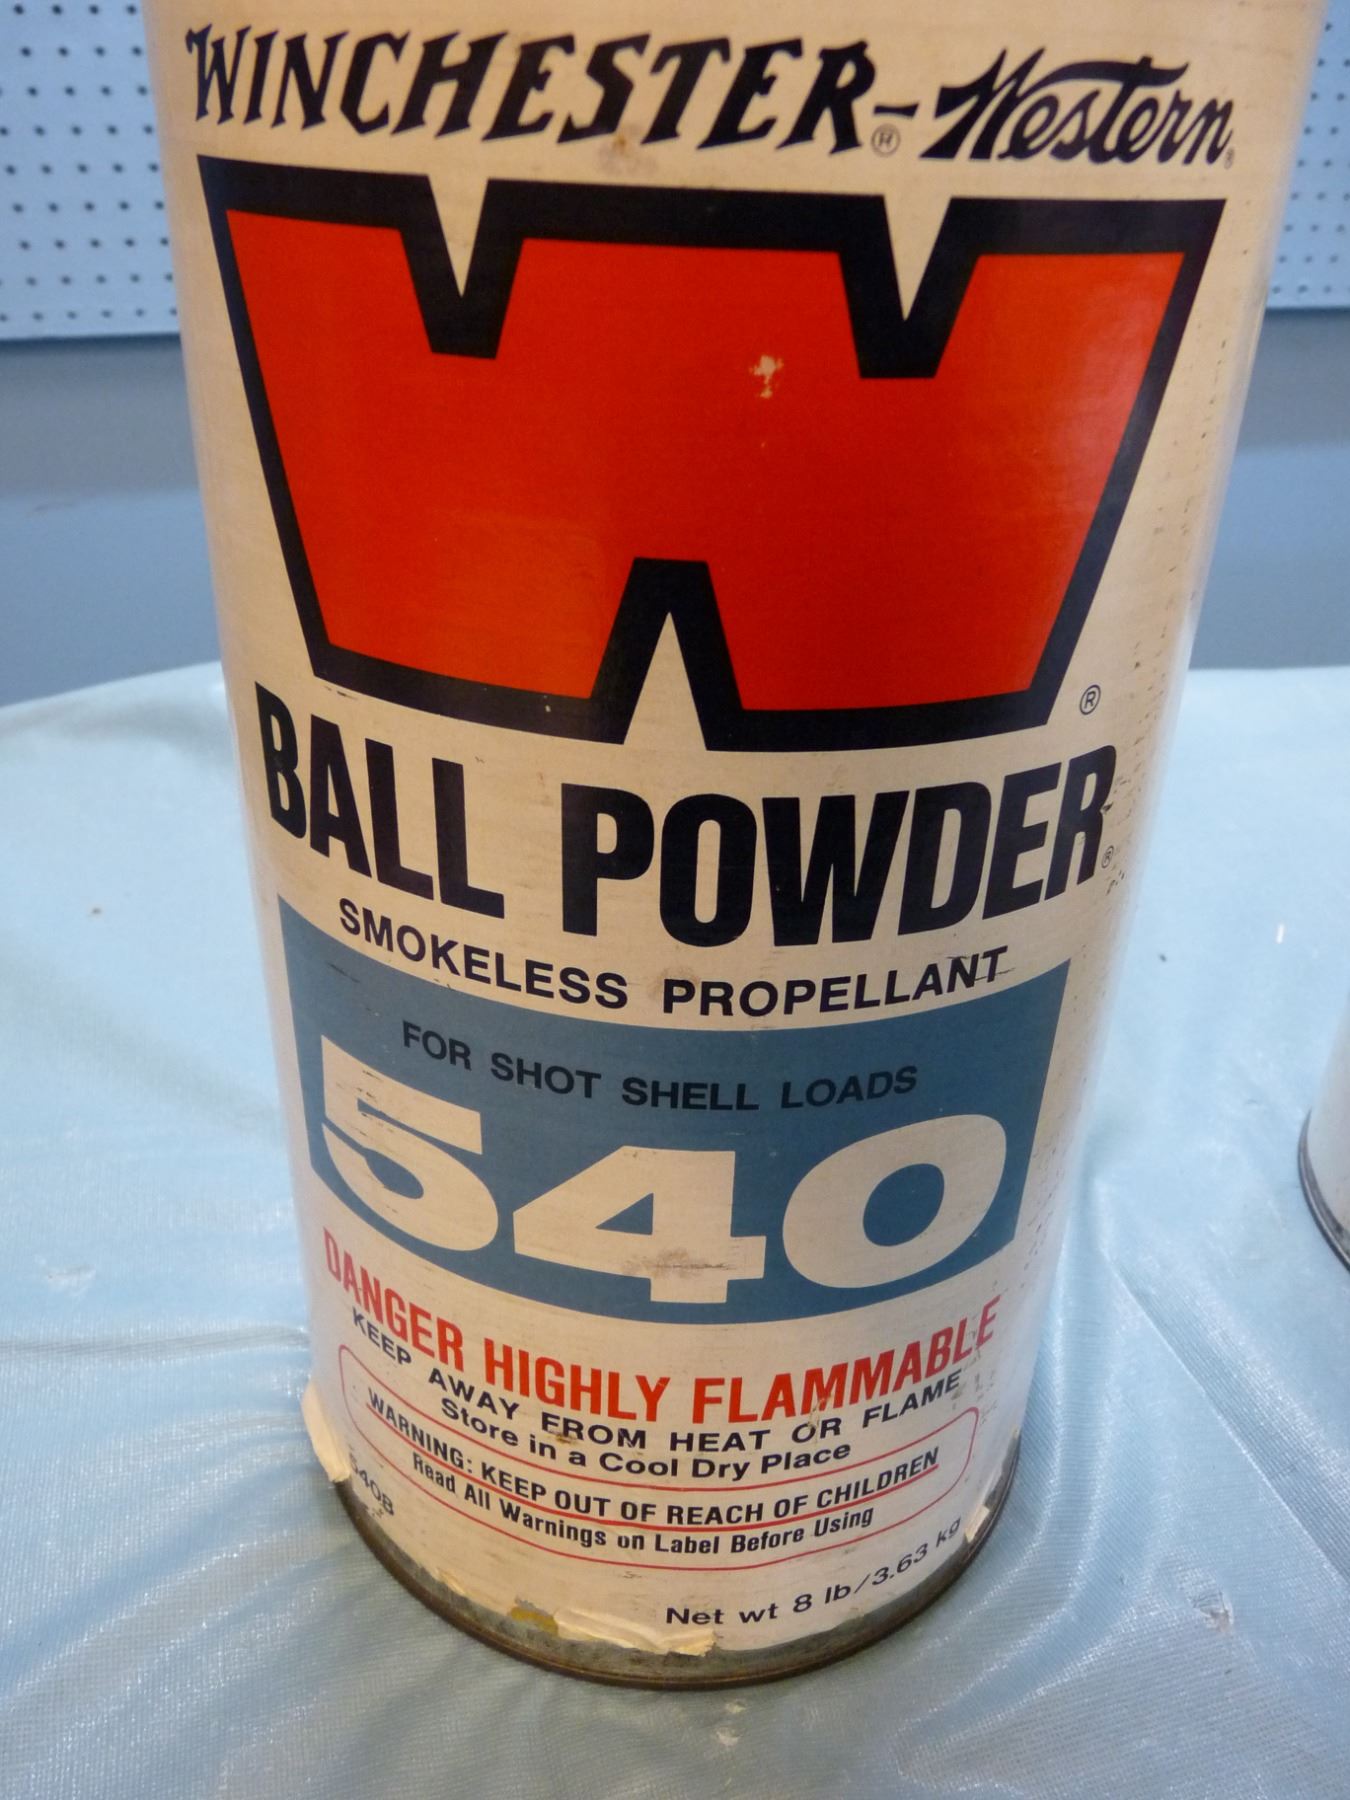 WINCHESTER®-Western®
W®
BALL POWDER®
SMOKELESS PROPELLANT
FOR SHOT SHELL LOADS
540
DANGER HIGHLY FLAMMABLE
KEEP AWAY FROM HEAT OR FLAME
Store in a Cool Dry Place
WARNING: KEEP OUT OF REACH OF CHILDREN
Read All Warnings on Label Before Using
540B
Net wt 8 lb/3.63 kg